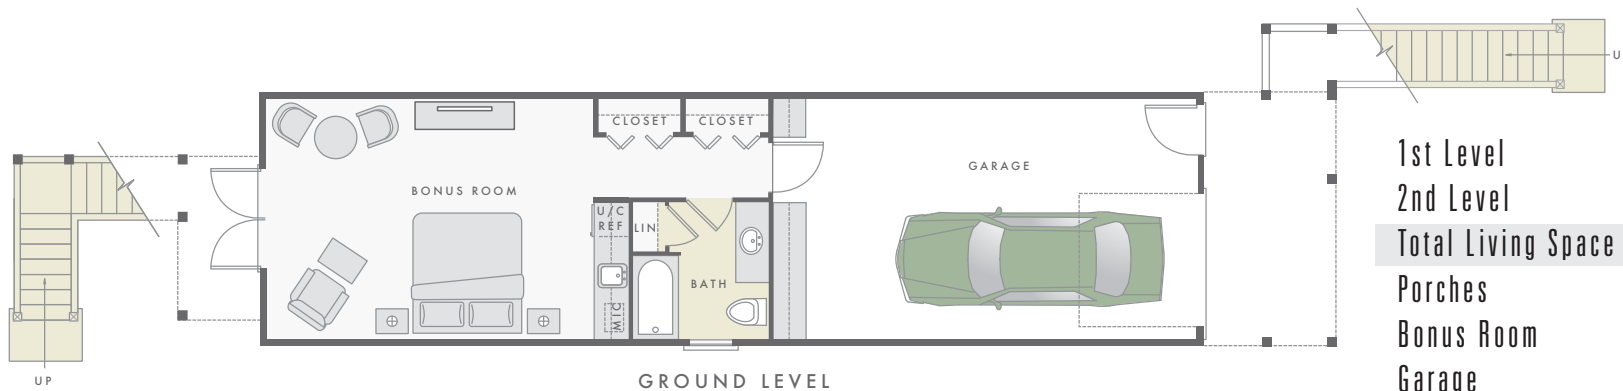 U
CLOSET
CLOSET
GARAGE
BONUS ROOM
U/C
REF
LIN
BATH
MIC
UP
GROUND LEVEL
1st Level
2nd Level
Total Living Space
Porches
Bonus Room
Garage